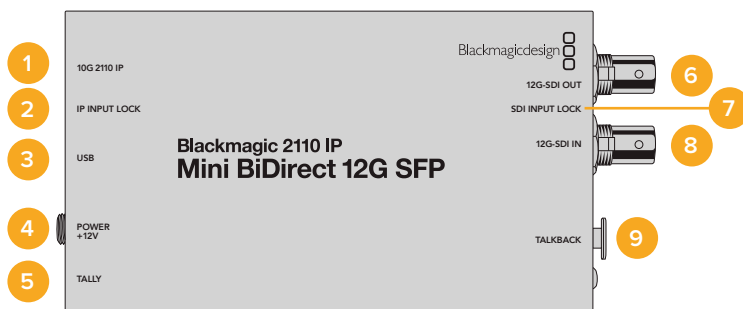 Blackmagicdesign
1
10G 2110 IP
12G-SDI OUT
6
2
IP INPUT LOCK
SDI INPUT LOCK
7
Blackmagic 2110 IP
Mini BiDirect 12G SFP
3
USB
12G-SDI IN
8
4
POWER
+12V
TALKBACK
9
5
TALLY